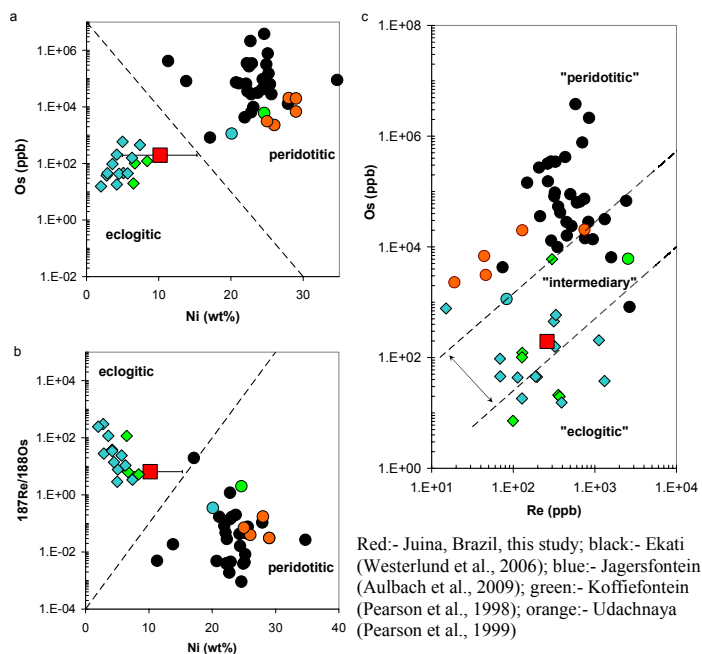 a
1.E+06
1.E+04
1.E+02
1.E+00
1.E-02
Os (ppb)
eclogitic
peridotitic
0 10 20 30
Ni (wt%)
b
1.E+04
1.E+02
1.E+00
1.E-02
1.E-04
187Re/188Os
eclogitic
peridotitic
0 10 20 30 40
Ni (wt%)
c
1.E+08
1.E+06
1.E+04
1.E+02
1.E+00
Os (ppb)
"peridotitic"
"intermediary"
"eclogitic"
1.E+01 1.E+02 1.E+03 1.E+04
Re (ppb)
Red:- Juina, Brazil, this study; black:- Ekati
(Westerlund et al., 2006); blue:- Jagersfontein
(Aulbach et al., 2009); green:- Koffiefontein
(Pearson et al., 1998); orange:- Udachnaya
(Pearson et al., 1999)